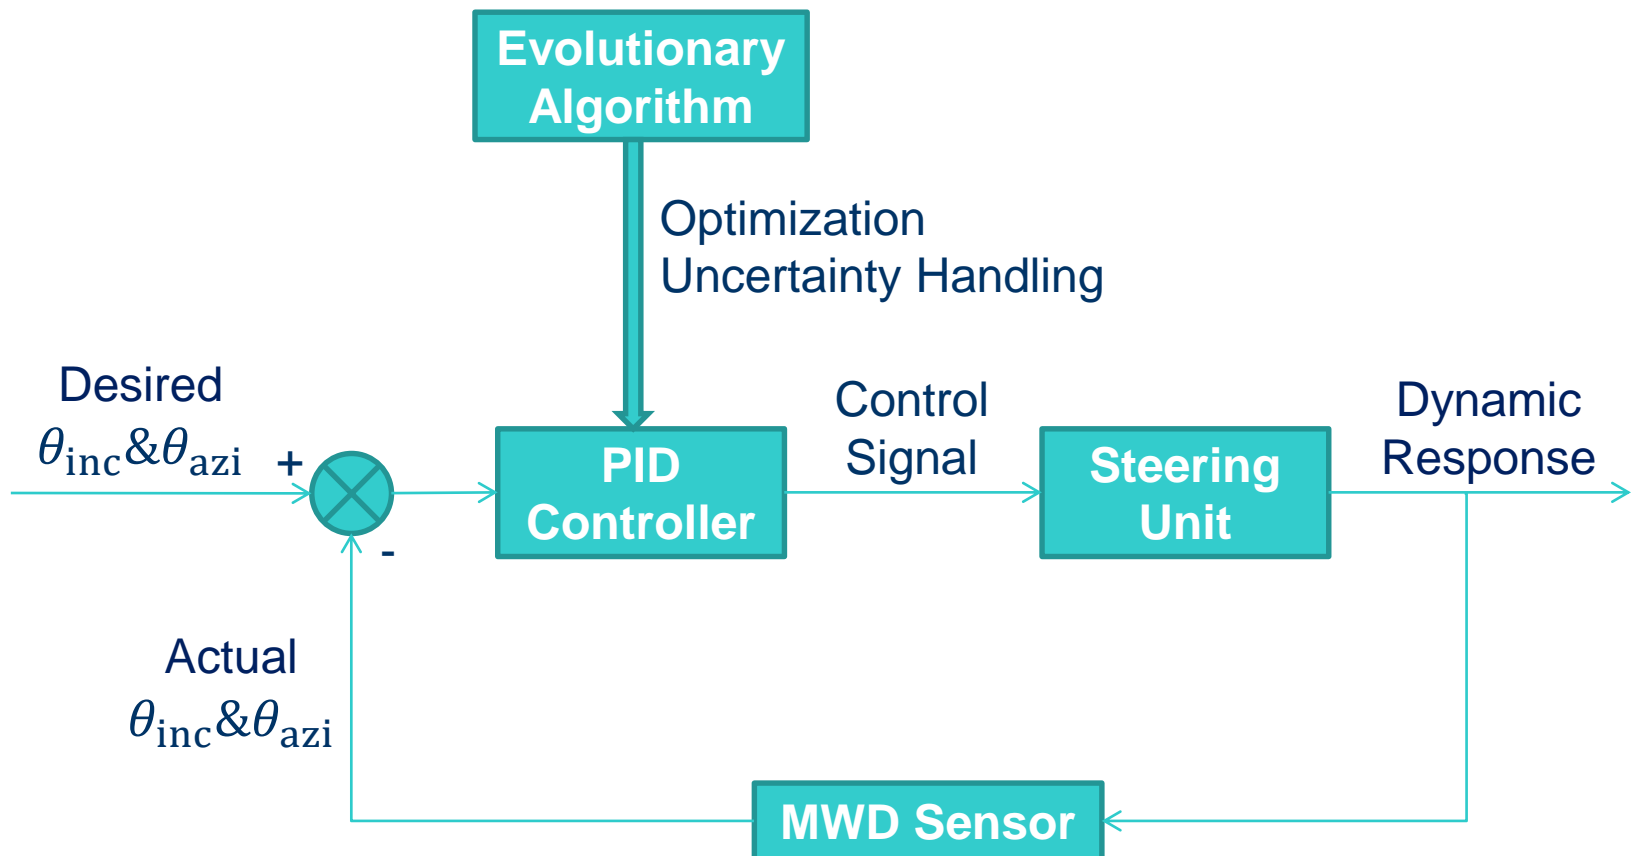 Evolutionary
Algorithm
Optimization
Uncertainty Handling
Desired
θinc&θazi
+
-
PID
Controller
Control
Signal
Steering
Unit
Dynamic
Response
Actual
θinc&θazi
MWD Sensor